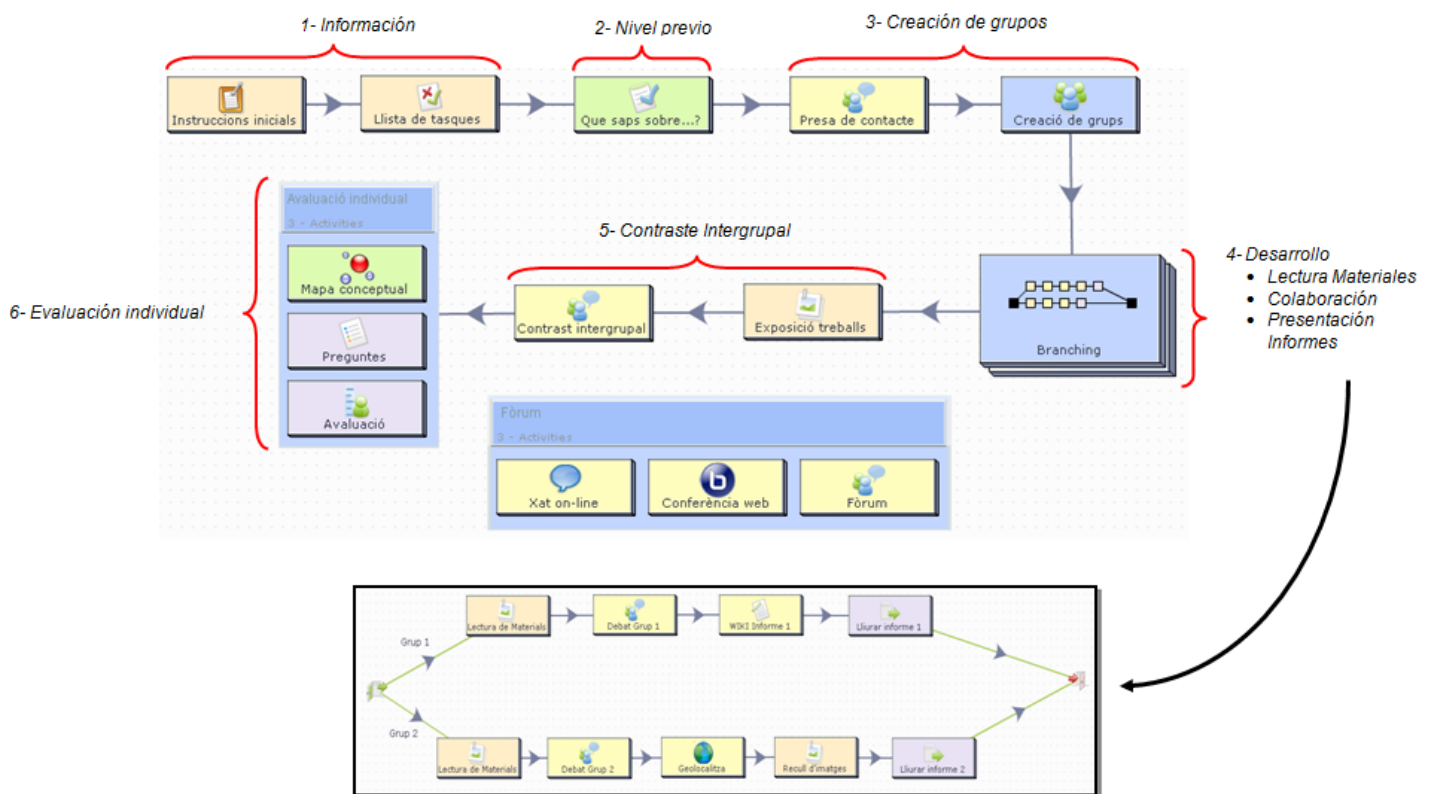 1- Información
2- Nivel previo
3- Creación de grupos
Instruccions inicials
Llista de tasques
Que saps sobre...?
Presa de contacte
Creació de grups
Avaluació individual
3 - Activities
Mapa conceptual
Preguntes
Avaluació
6- Evaluación individual
5- Contraste Intergrupal
Contrast intergrupal
Exposició treballs
Branching
4- Desarrollo
• Lectura Materiales
• Colaboración
• Presentación
Informes
Fòrum
3 - Activities
Xat on-line
b
Conferència web
Fòrum
Grup 1
Lectura de Materials
Debat Grup 1
WIKI Informe 1
Lliurar informe 1
Grup 2
Lectura de Materials
Debat Grup 2
Geolocalitza
Recull d'imatges
Lliurar informe 2